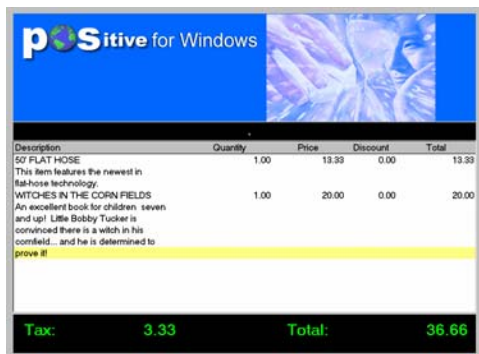 pOSitive for Windows
Description Quantity Price Discount Total
50' FLAT HOSE 1.00 13.33 0.00 13.33
This item features the newest in
flat-hose technology.
WITCHES IN THE CORN FIELDS 1.00 20.00 0.00 20.00
An excellent book for children seven
and up! Little Bobby Tucker is
convinced there is a witch in his
cornfield... and he is determined to
prove it!
Tax: 3.33 Total: 36.66